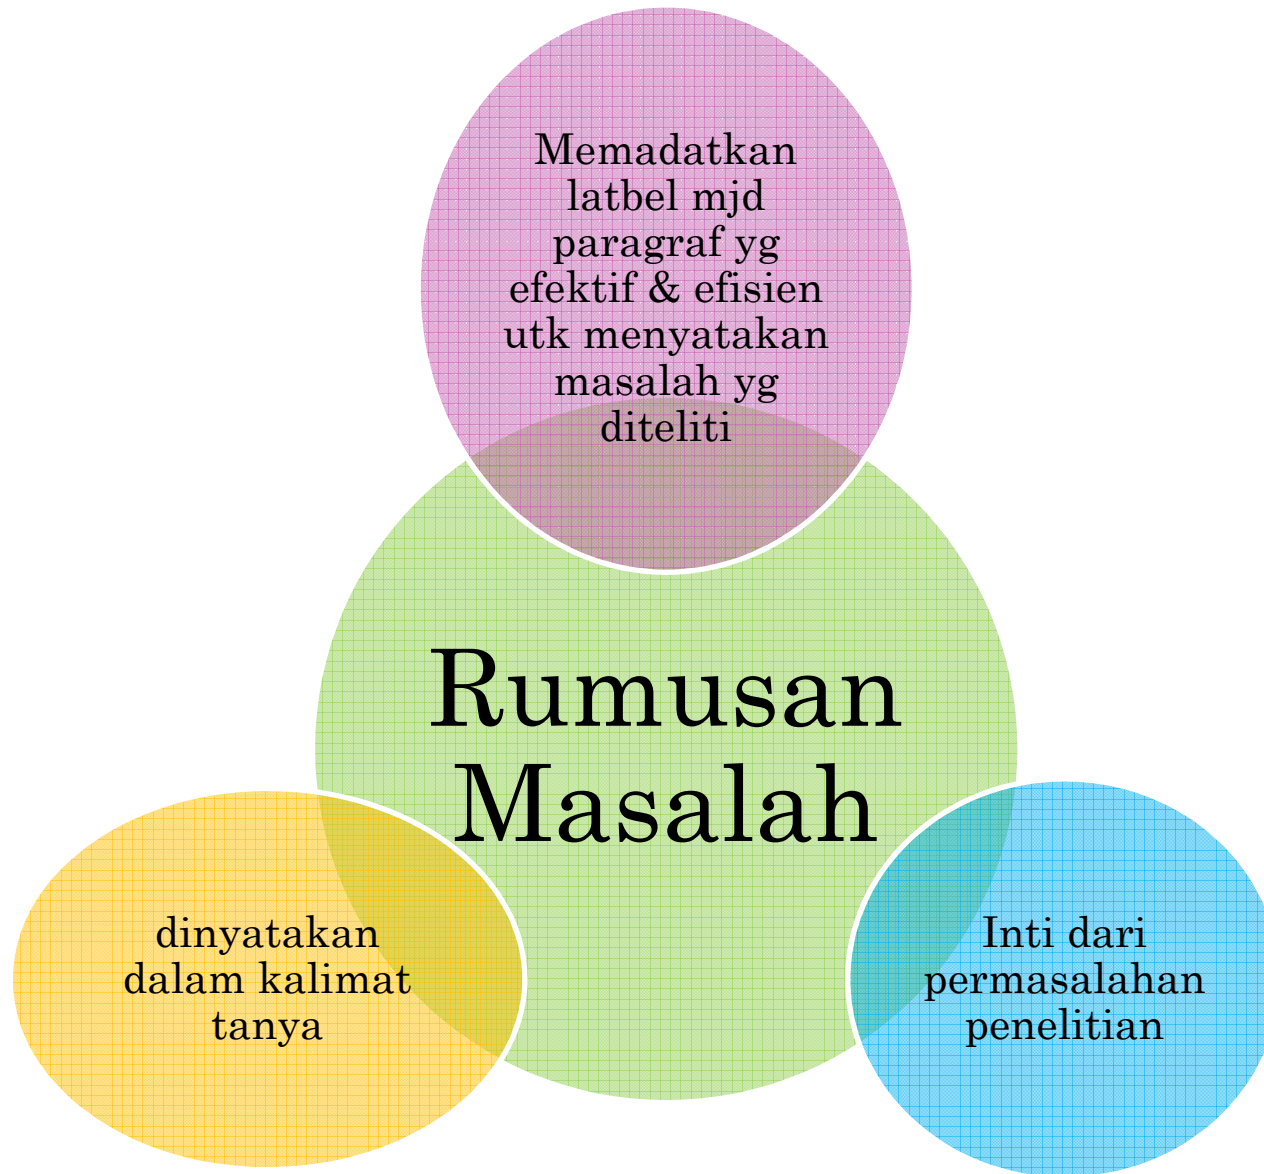 Memadatkan
latbel mjd
paragraf yg
efektif & efisien
utk menyatakan
masalah yg
diteliti
Rumusan
Masalah
dinyatakan
dalam kalimat
tanya
Inti dari
permasalahan
penelitian